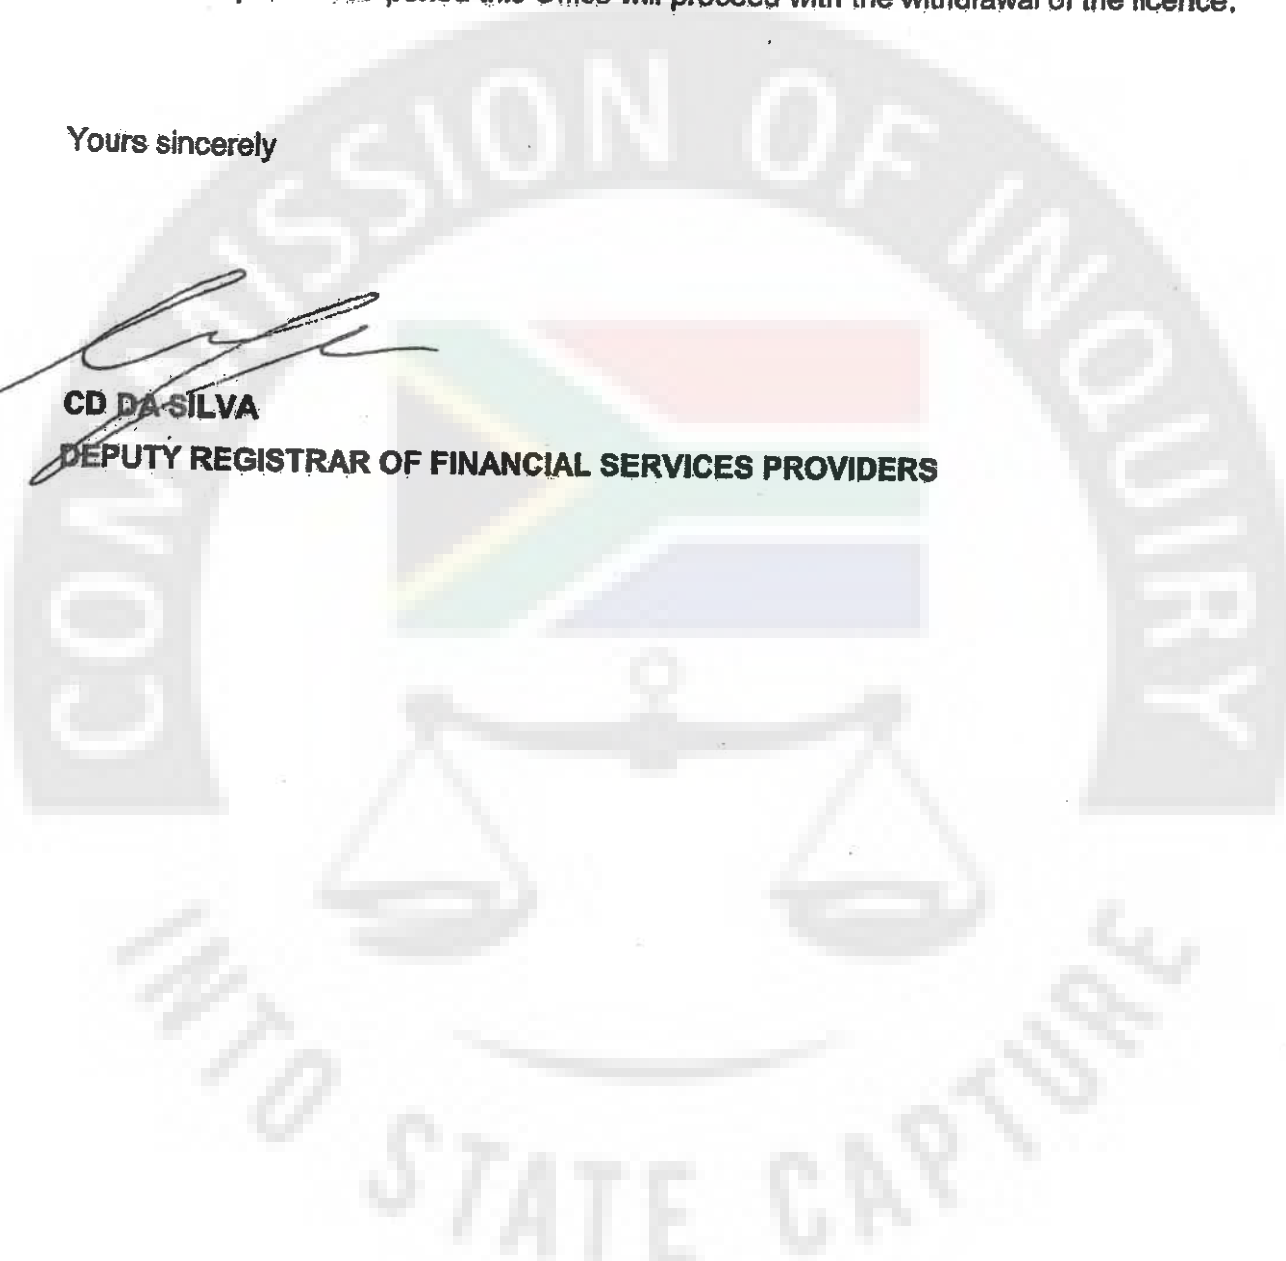 this Office will proceed with the withdrawal of the licence.
Yours sincerely
CD DA SILVA
DEPUTY REGISTRAR OF FINANCIAL SERVICES PROVIDERS
COMMISSION OF INQUIRY
INTO STATE CAPTURE